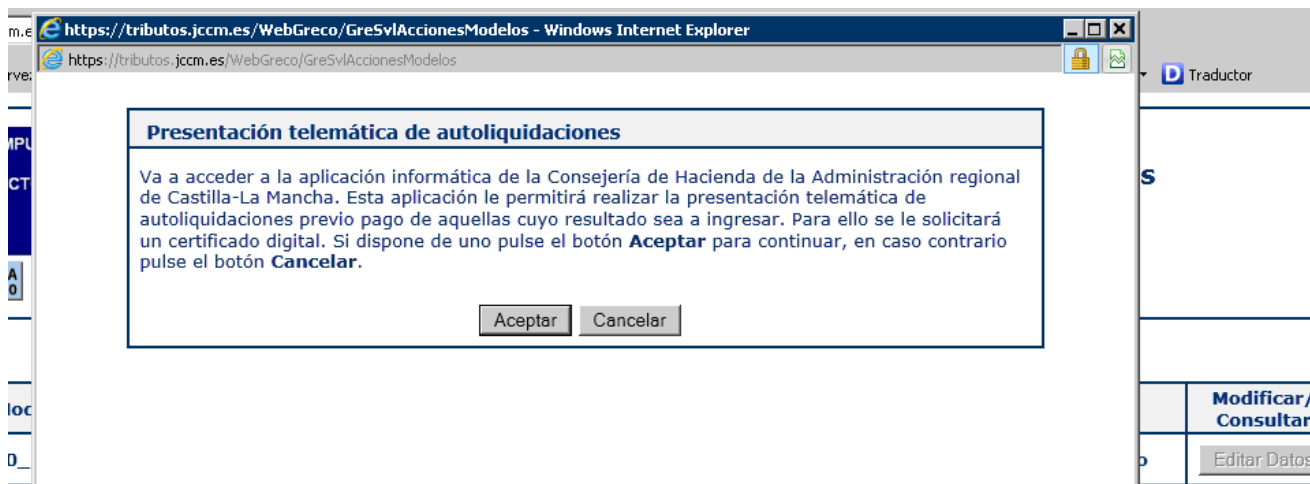 https://tributos.jccm.es/WebGreco/GreSvlAccionesModelos - Windows Internet Explorer
https://tributos.jccm.es/WebGreco/GreSvlAccionesModelos
Traductor
Presentación telemática de autoliquidaciones
Va a acceder a la aplicación informática de la Consejería de Hacienda de la Administración regional
de Castilla-La Mancha. Esta aplicación le permitirá realizar la presentación telemática de
autoliquidaciones previo pago de aquellas cuyo resultado sea a ingresar. Para ello se le solicitará
un certificado digital. Si dispone de uno pulse el botón Aceptar para continuar, en caso contrario
pulse el botón Cancelar.
Aceptar Cancelar
Modificar/
Consultar
Editar Datos